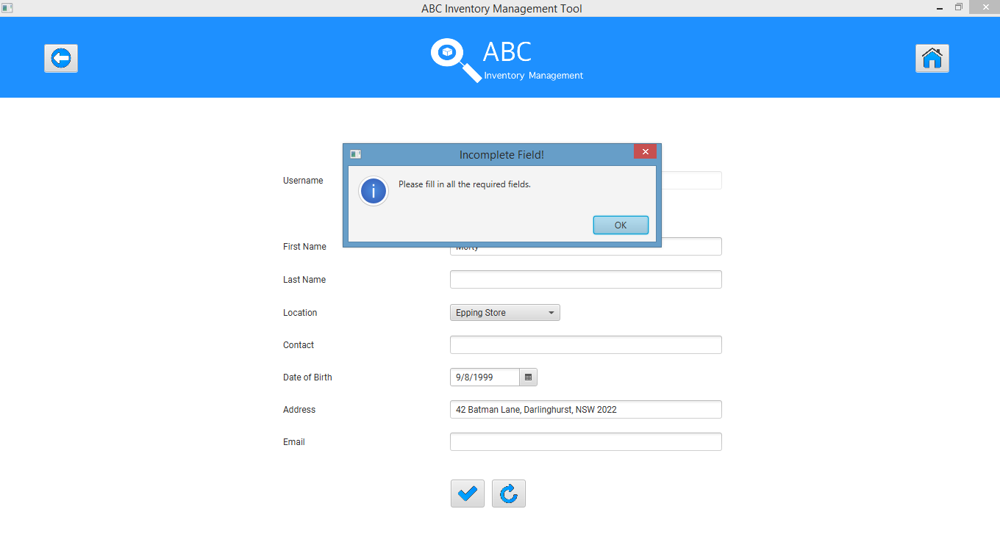 ABC Inventory Management Tool
ABC
Inventory Management
Incomplete Field!
Please fill in all the required fields.
OK
Username
First Name
Morty
Last Name
Location
Epping Store
Contact
Date of Birth
9/8/1999
Address
42 Batman Lane, Darlinghurst, NSW 2022
Email